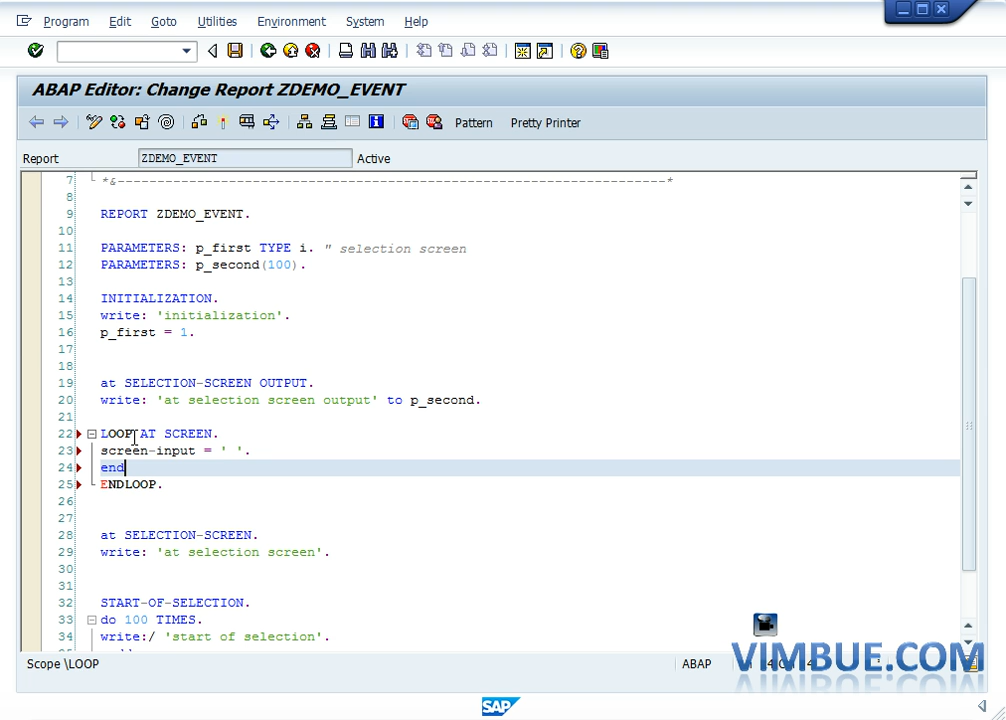 Program Edit Goto Utilities Environment System Help
ABAP Editor: Change Report ZDEMO_EVENT
Pattern Pretty Printer
Report ZDEMO_EVENT Active
7 *&---------------------------------------------------------------------*
8
9 REPORT ZDEMO_EVENT.
10
11 PARAMETERS: p_first TYPE i. " selection screen
12 PARAMETERS: p_second(100).
13
14 INITIALIZATION.
15 write: 'initialization'.
16 p_first = 1.
17
18
19 at SELECTION-SCREEN OUTPUT.
20 write: 'at selection screen output' to p_second.
21
22 LOOP AT SCREEN.
23 screen-input = ' '.
24 end
25 ENDLOOP.
26
27
28 at SELECTION-SCREEN.
29 write: 'at selection screen'.
30
31
32 START-OF-SELECTION.
33 do 100 TIMES.
34 write:/ 'start of selection'.
Scope \LOOP ABAP
VIMBUE.COM
SAP